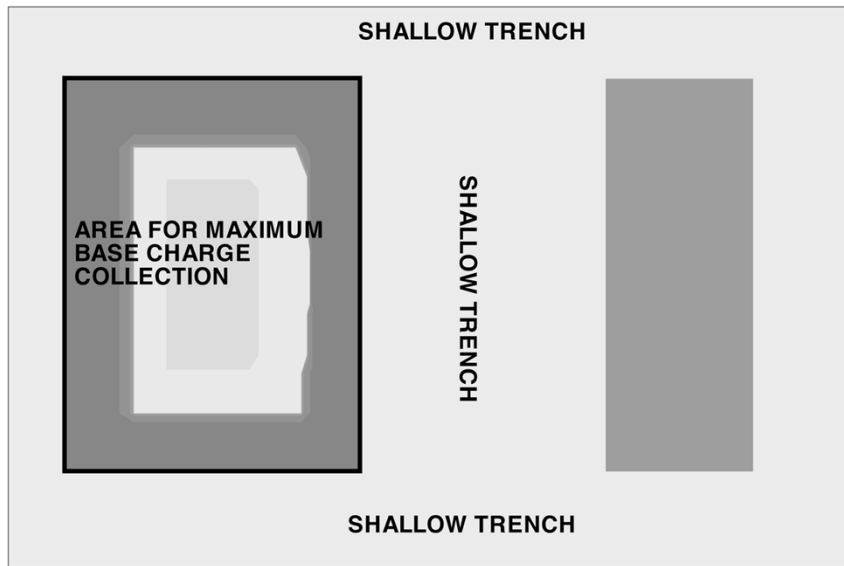 SHALLOW TRENCH
AREA FOR MAXIMUM
BASE CHARGE
COLLECTION
SHALLOW TRENCH
SHALLOW TRENCH